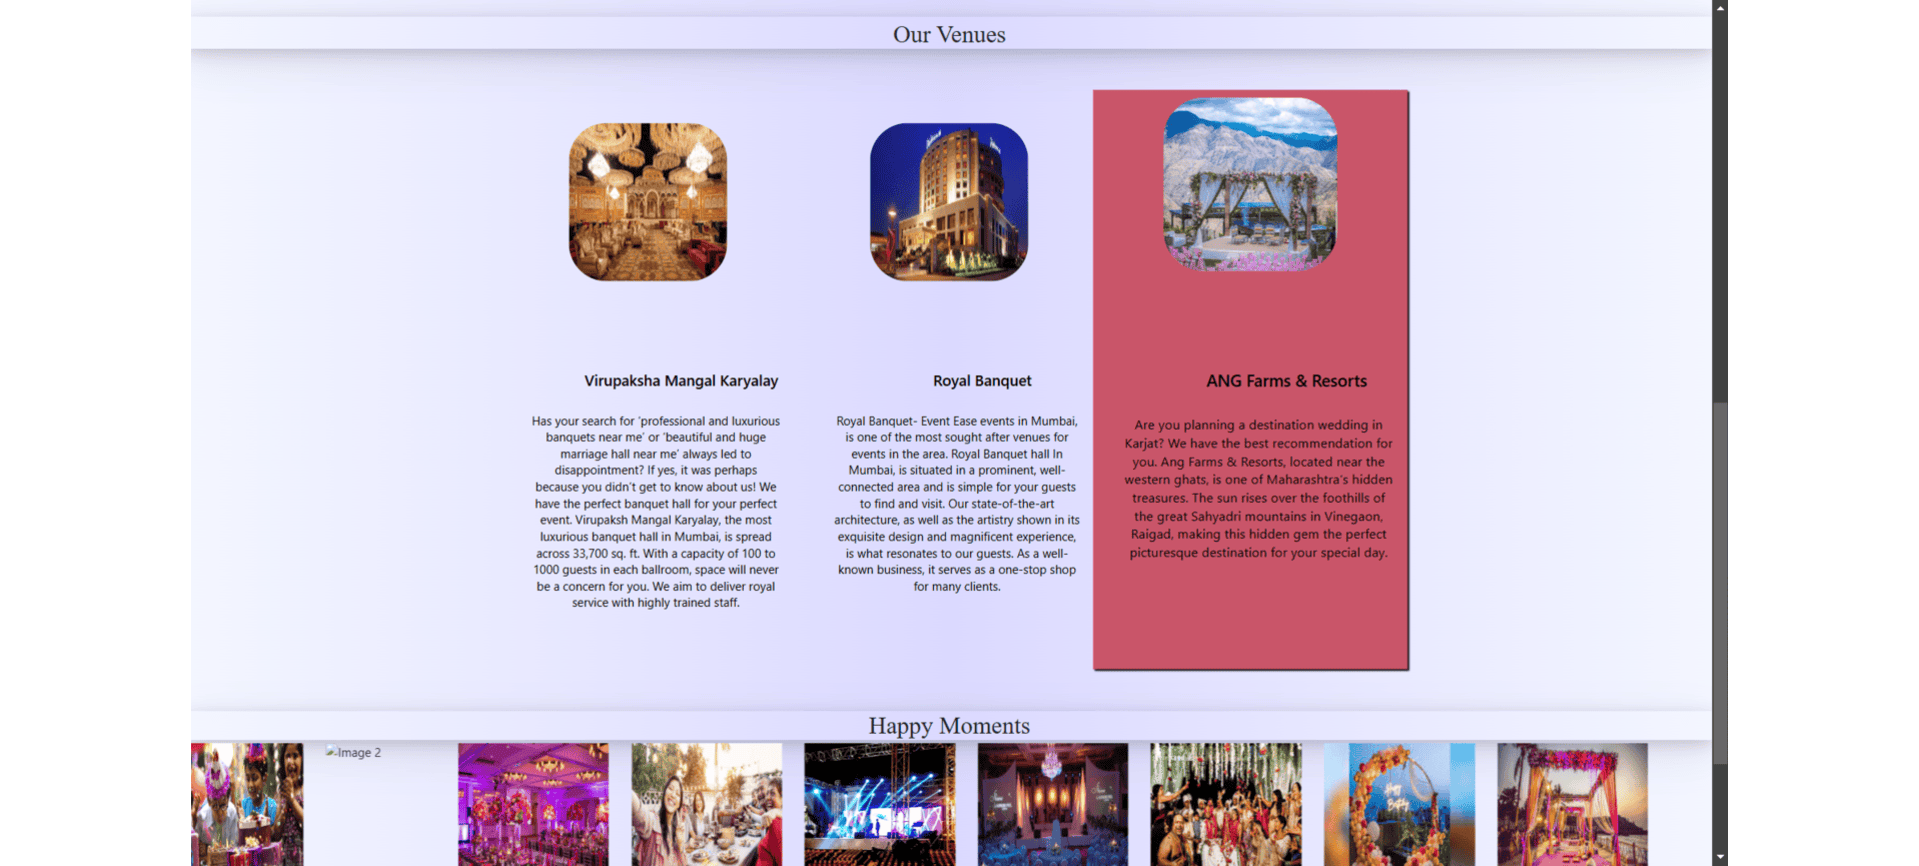 Our Venues
Virupaksha Mangal Karyalay
Has your search for 'professional and luxurious
banquets near me' or 'beautiful and huge
marriage hall near me' always led to
disappointment? If yes, it was perhaps
because you didn't get to know about us! We
have the perfect banquet hall for your perfect
event. Virupaksh Mangal Karyalay, the most
luxurious banquet hall in Mumbai, is spread
across 33,700 sq. ft. With a capacity of 100 to
1000 guests in each ballroom, space will never
be a concern for you. We aim to deliver royal
service with highly trained staff.
Royal Banquet
Royal Banquet- Event Ease events in Mumbai,
is one of the most sought after venues for
events in the area. Royal Banquet hall In
Mumbai, is situated in a prominent, well-
connected area and is simple for your guests
to find and visit. Our state-of-the-art
architecture, as well as the artistry shown in its
exquisite design and magnificent experience,
is what resonates to our guests. As a well-
known business, it serves as a one-stop shop
for many clients.
ANG Farms & Resorts
Are you planning a destination wedding in
Karjat? We have the best recommendation for
you. Ang Farms & Resorts, located near the
western ghats, is one of Maharashtra's hidden
treasures. The sun rises over the foothills of
the great Sahyadri mountains in Vinegaon,
Raigad, making this hidden gem the perfect
picturesque destination for your special day.
Happy Moments
Image 2
Happy
Birthday